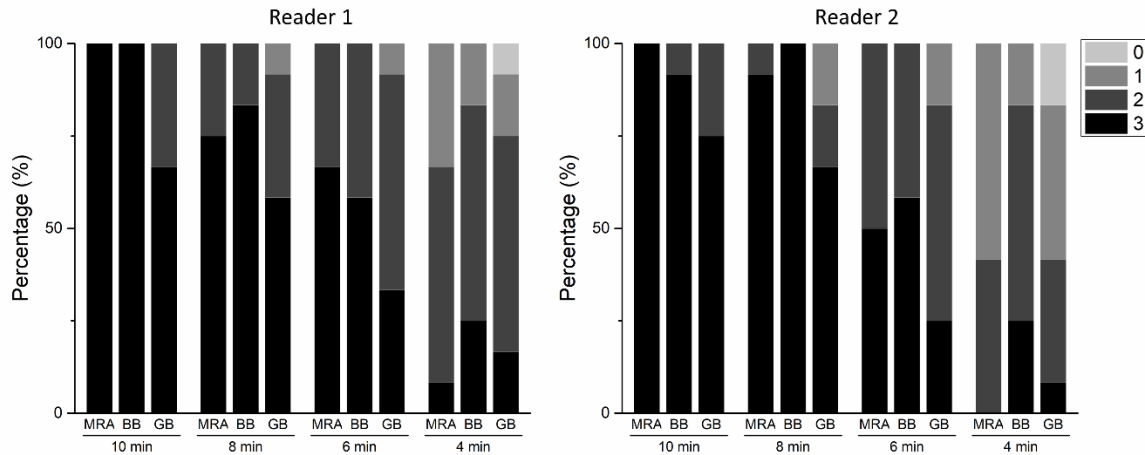 Reader 1
Percentage (%)
100
50
0
MRA BB GB MRA BB GB MRA BB GB MRA BB GB
10 min 8 min 6 min 4 min
Reader 2
Percentage (%)
100
50
0
MRA BB GB MRA BB GB MRA BB GB MRA BB GB
10 min 8 min 6 min 4 min
0
1
2
3